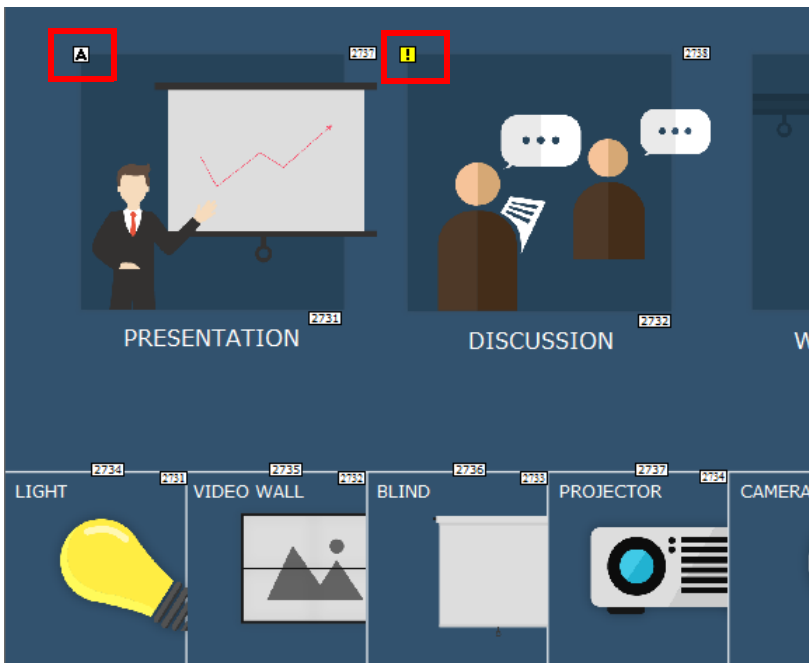 A
2737
!
2738
2731
2732
PRESENTATION
DISCUSSION
W
2734
2735
2736
2737
2731
2732
2733
2734
LIGHT
VIDEO WALL
BLIND
PROJECTOR
CAMERA